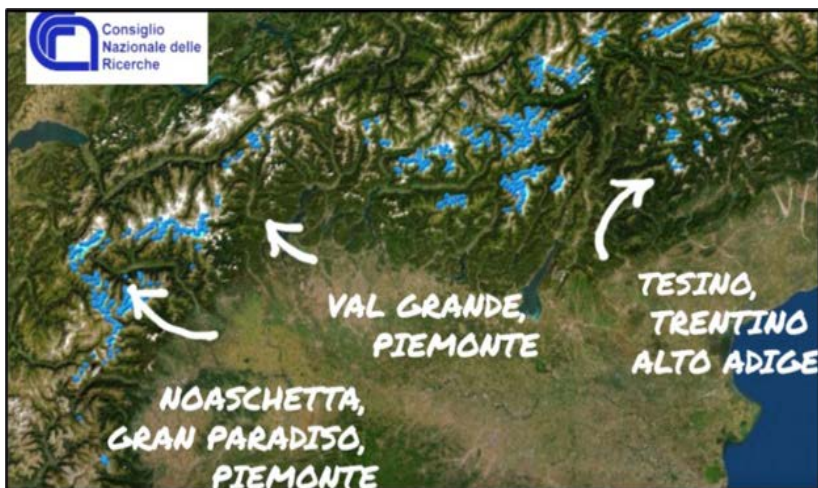 Consiglio
Nazionale delle
Ricerche
VAL GRANDE,
PIEMONTE
TESINO,
TRENTINO
ALTO ADIGE
NOASCHETTA,
GRAN PARADISO,
PIEMONTE